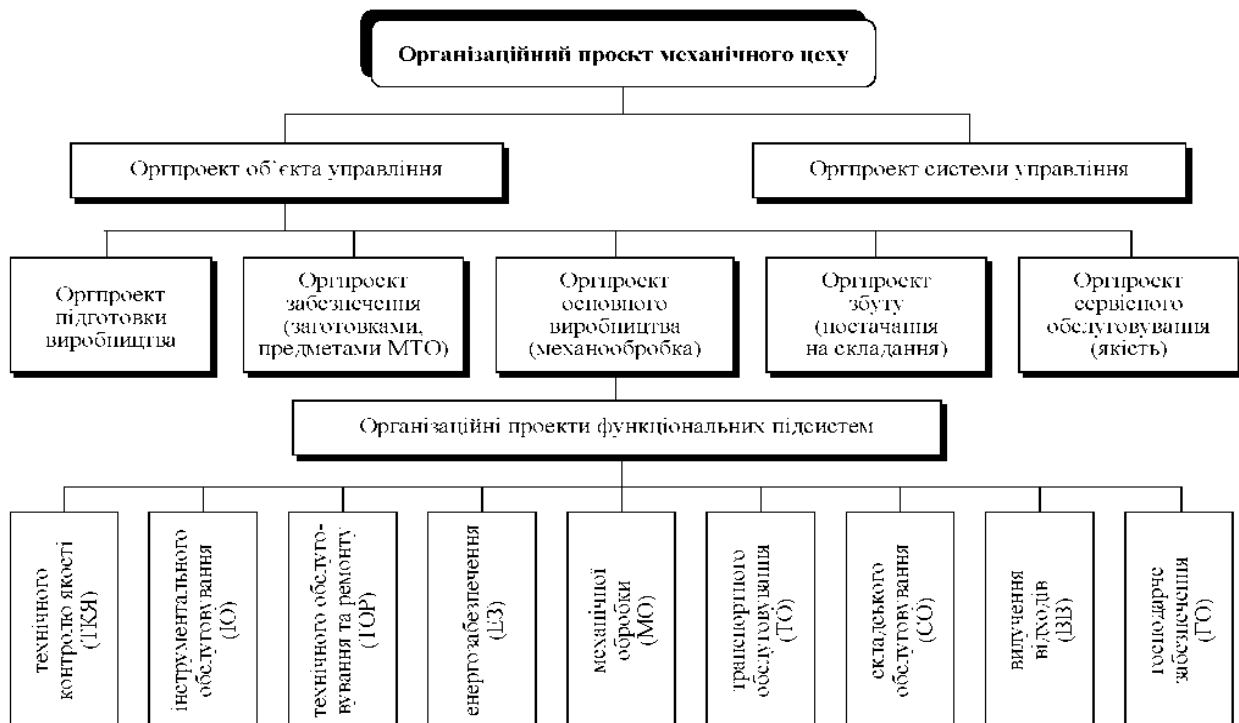 Організаційний проєкт механічного цеху
Оргпроект об`єкта управління
Оргпроект системи управління
Оргпроект
підготовки
виробництва
Оргпроект
забезпечення
(заготовками,
предметами МТО)
Оргпроект
основного
виробництва
(механообробка)
Оргпроект
збуту
(постачання
на складання)
Оргпроект
сервісного
обслуговування
(якість)
Організаційні проекти функціональних підсистем
технічного
контролю якості
(ТКЯ)
інструментального
обслуговування
(ІО)
технічного обслуго-
вування та ремонту
(ТОР)
енергозабезпечення
(ЕЗ)
механічної
обробки
(МО)
транспортного
обслуговування
(ТО)
складського
обслуговування
(СО)
вилучення
відходів
(ВВ)
господарче
забезпечення
(ГО)